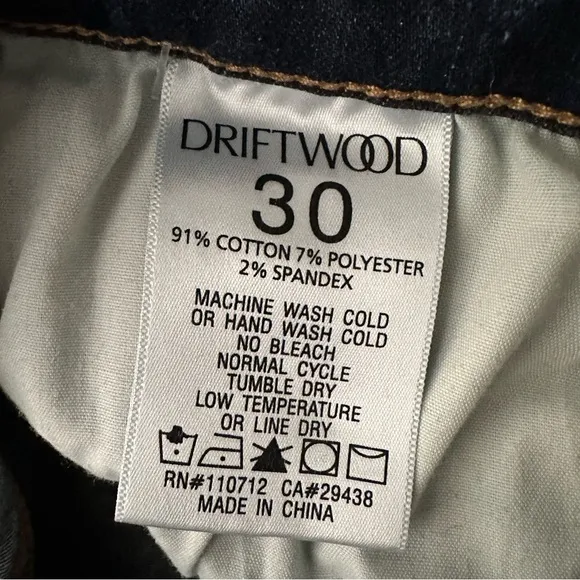 DRIFTWOOD
30
91% COTTON 7% POLYESTER
2% SPANDEX
MACHINE WASH COLD
OR HAND WASH COLD
NO BLEACH
NORMAL CYCLE
TUMBLE DRY
LOW TEMPERATURE
OR LINE DRY
RN#110712 CA#29438
MADE IN CHINA